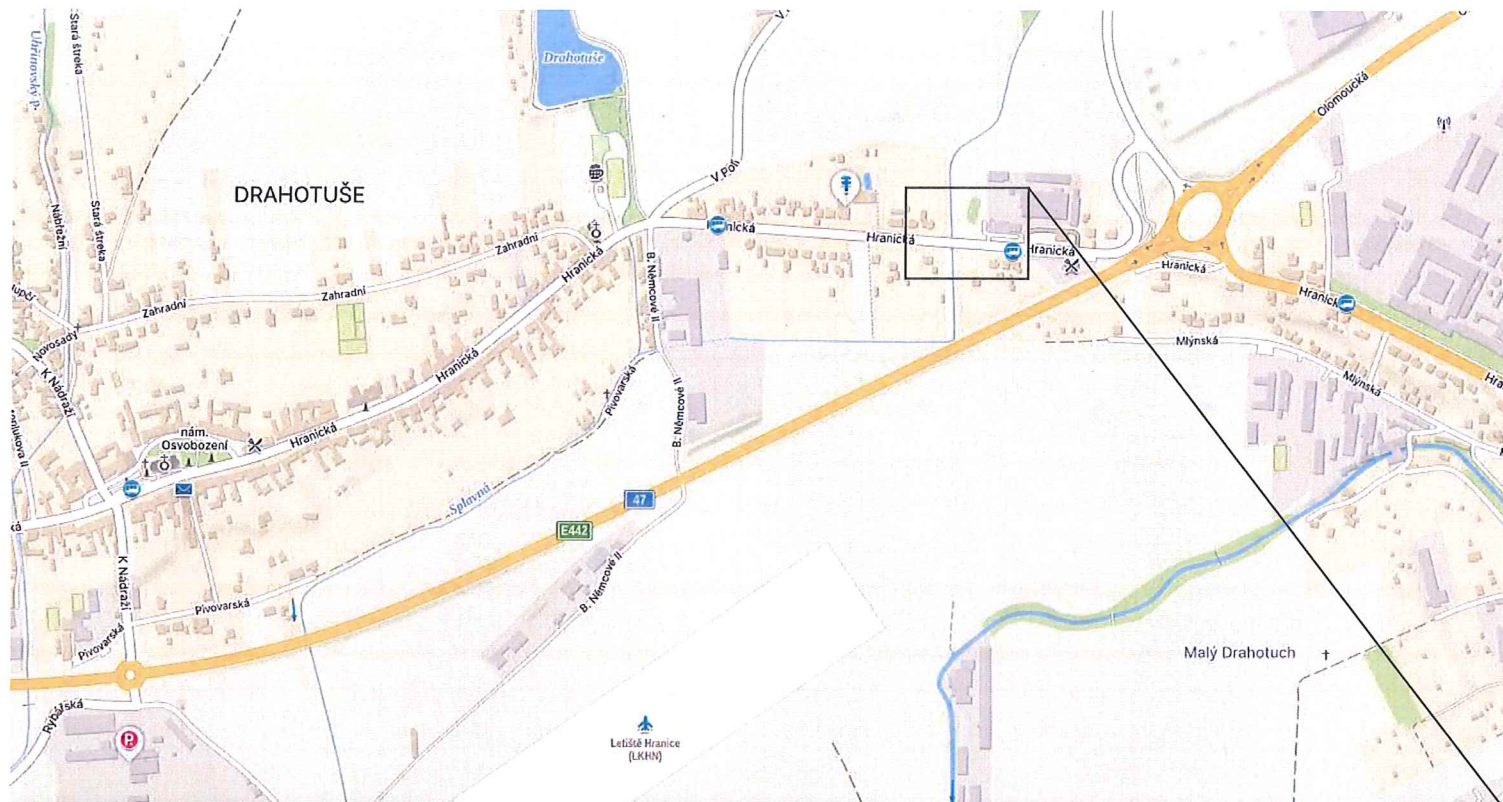 Uhřinovský p.
Stará štreka
Drahotuše
Olomoucká
DRAHOTUŠE
V Poli
Nábřežní
Stará štreka
Zahradní
Hranická
Hranická
Hranická
Hranická
Hranická
B. Němcové II
Zahradní
Zahradní
Novosady
Mlýnská
Hranická
Mlýnská
K Nádraží
Pivovarská
B. Němcové II
nám.
Osvobození
Hranická
Splavná
47
E442
K Nádraží
B. Němcové II
Pivovarská
Pivovarská
Malý Drahotuch
Rybářská
P
Letiště Hranice
(LKHN)